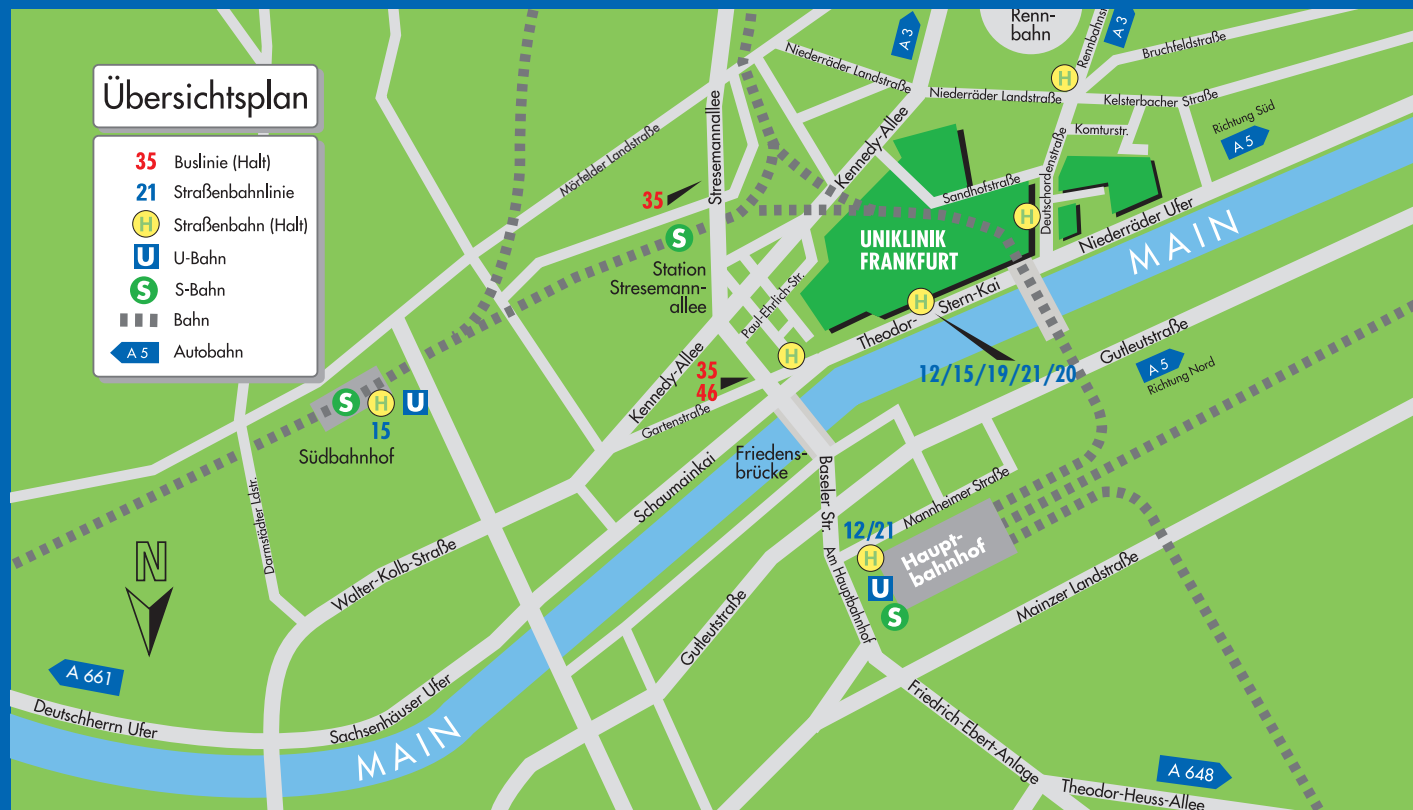 Übersichtsplan
35 Buslinie (Halt)
21 Straßenbahnlinie
H Straßenbahn (Halt)
U U-Bahn
S S-Bahn
Bahn
A 5 Autobahn
Renn-
bahn
A 3
A 3
Rennbahnstr.
Bruchfeldstraße
Niederräder Landstraße
H
Niederräder Landstraße
Kelsterbacher Straße
Komturstr.
Richtung Süd
A 5
Stresemannallee
Mörfelder Landstraße
Kennedy-Allee
Sandhofstraße
Deutschordenstraße
35
H
Niederräder Ufer
MAIN
S
Station
Stresemann-
allee
UNIKLINIK
FRANKFURT
Paul-Ehrlich-Str.
H
Theodor-
Stern-Kai
Gutleutstraße
A 5
Richtung Nord
H
12/15/19/21/20
Kennedy-Allee
35
46
Gartenstraße
S H U
15
Südbahnhof
Friedens-
brücke
Schaumainkai
Baseler Str.
Mannheimer Straße
Dormstädter Ldstr.
12/21
H
Haupt-
bahnhof
U
S
Am Hauptbahnhof
N
Walter-Kolb-Straße
Mainzer Landstraße
Gutleutstraße
A 661
Deutschherrn Ufer
Sachsenhäuser Ufer
MAIN
Friedrich-Ebert-Anlage
A 648
Theodor-Heuss-Allee